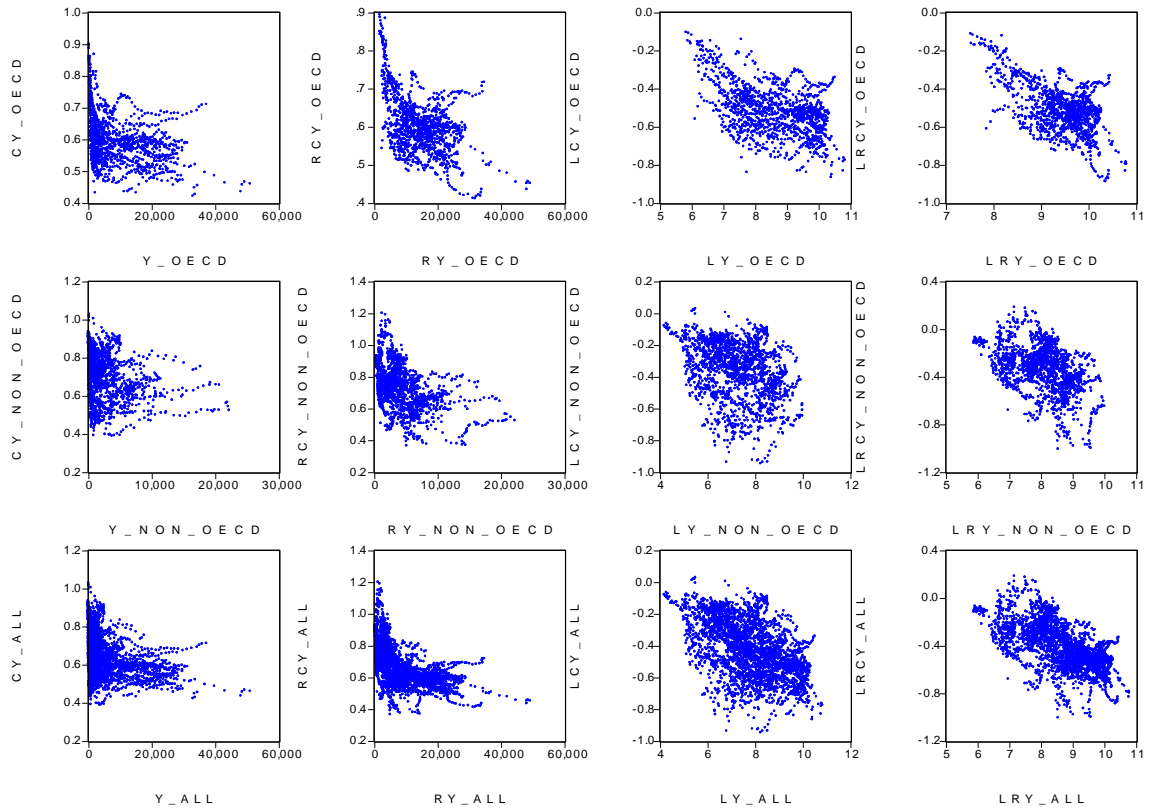 1.0 .9 0.0 0.0
0.9 .8 -0.2 -0.2
0.8 .7 -0.4 -0.4
0.7 .6 -0.6 -0.6
0.6 .5 -0.8 -0.8
0.5 .4 -1.0 -1.0
0.4
CY_OECD RCY_OECD LCY_OECD LRCY_OECD
0 20,000 40,000 60,000 0 20,000 40,000 60,000 5 6 7 8 9 10 11 7 8 9 10 11
Y_OECD RY_OECD LY_OECD LRY_OECD
1.2 1.4 0.2 0.4
1.0 1.2 0.0 0.0
0.8 1.0 -0.2 -0.4
0.6 0.8 -0.4 -0.8
0.4 0.6 -0.6 -1.2
0.2 0.4 -0.8
0.2 -1.0
CY_NON_OECD RCY_NON_OECD LCY_NON_OECD LRCY_NON_OECD
0 10,000 20,000 30,000 0 10,000 20,000 30,000 4 6 8 10 12 5 6 7 8 9 10 11
Y_NON_OECD RY_NON_OECD LY_NON_OECD LRY_NON_OECD
1.2 1.4 0.2 0.4
1.0 1.2 0.0 0.0
0.8 1.0 -0.2 -0.4
0.6 0.8 -0.4 -0.8
0.4 0.6 -0.6 -1.2
0.2 0.4 -0.8
0.2 -1.0
CY_ALL RCY_ALL LCY_ALL LRCY_ALL
0 20,000 40,000 60,000 0 20,000 40,000 60,000 4 6 8 10 12 5 6 7 8 9 10 11
Y_ALL RY_ALL LY_ALL LRY_ALL